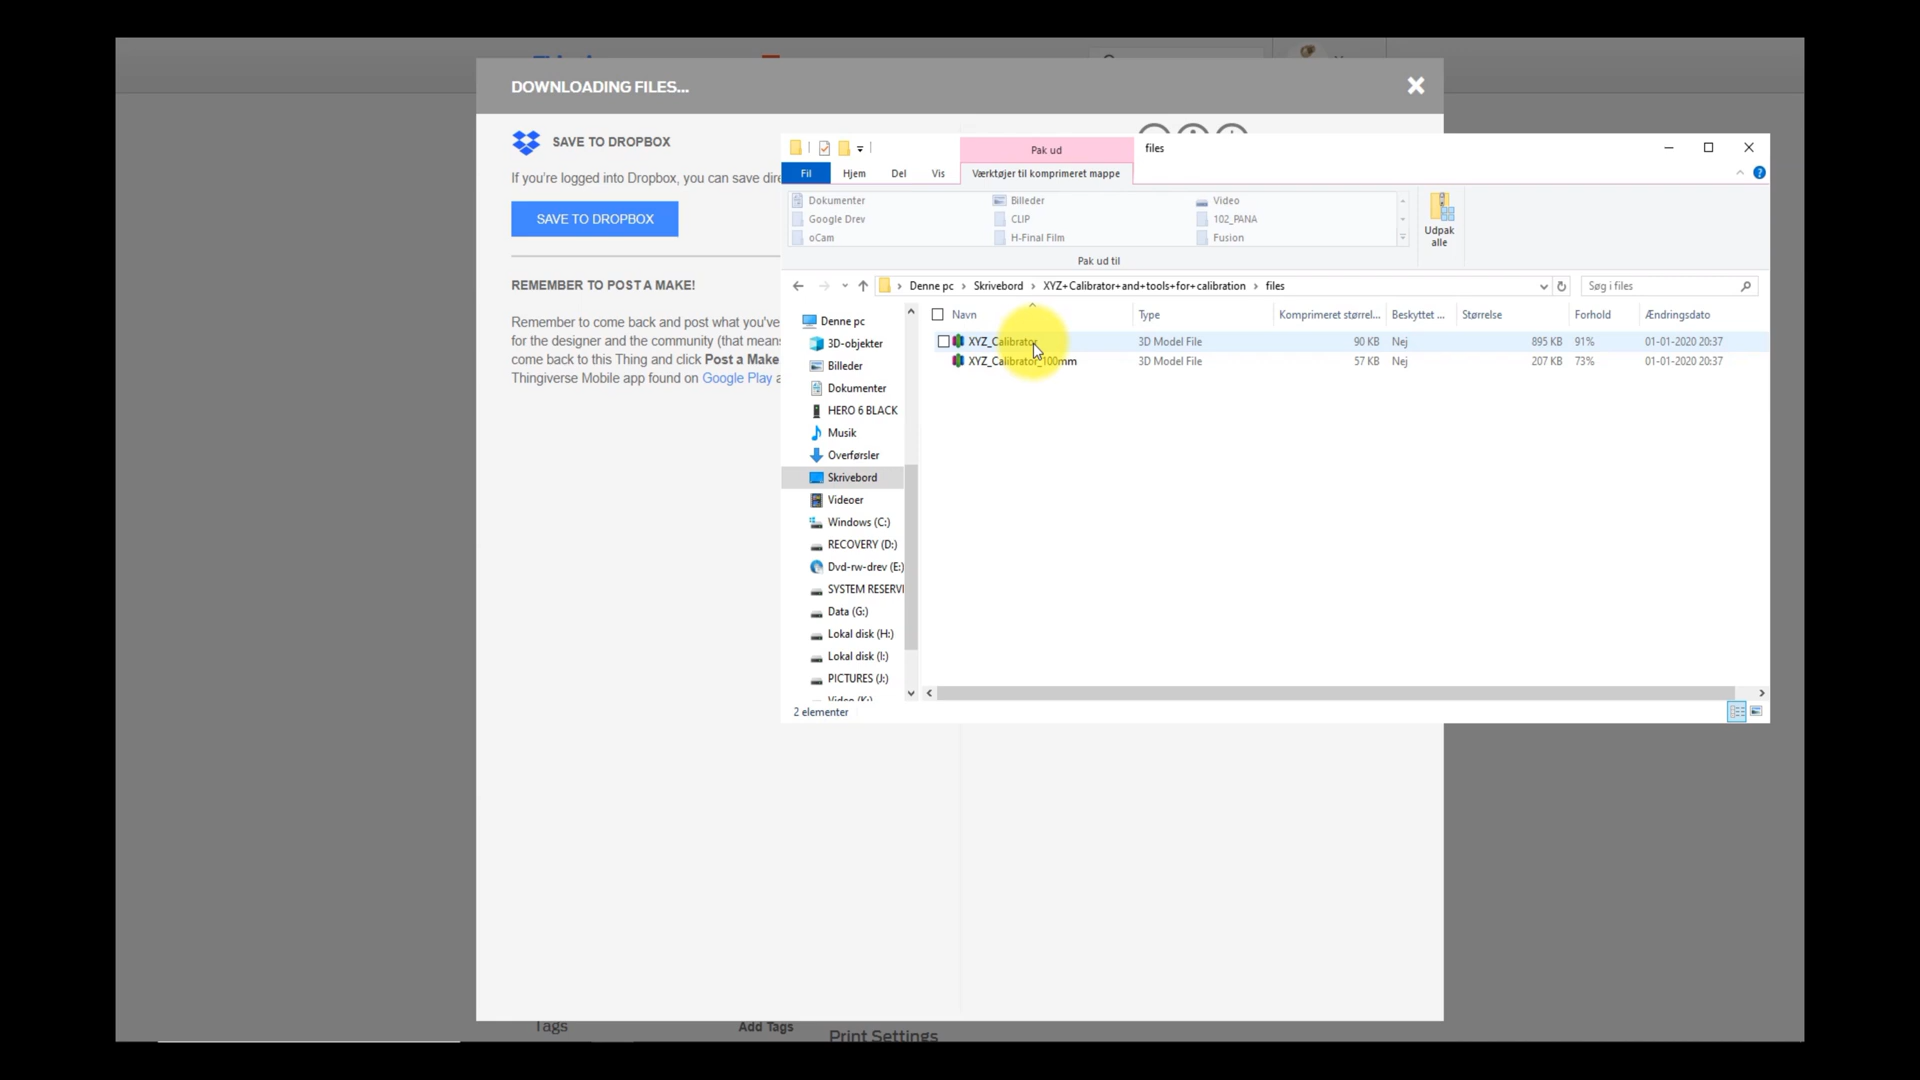 DOWNLOADING FILES...
SAVE TO DROPBOX
If you're logged into Dropbox, you can save dire
SAVE TO DROPBOX
REMEMBER TO POST A MAKE!
Remember to come back and post what you've
for the designer and the community (that means
come back to this Thing and click Post a Make
Thingiverse Mobile app found on Google Play a
Pak ud
files
Fil
Hjem
Del
Vis
Værktøjer til komprimeret mappe
Dokumenter
Billeder
Video
Google Drev
CLIP
102_PANA
oCam
H-Final Film
Fusion
Udpak
alle
Pak ud til
Denne pc > Skrivebord > XYZ+Calibrator+and+tools+for+calibration > files
Søg i files
Navn
Type
Komprimeret størrel...
Beskyttet ...
Størrelse
Forhold
Ændringsdato
XYZ_Calibrator
3D Model File
90 KB
Nej
895 KB
91%
01-01-2020 20:37
XYZ_Calibrator_100mm
3D Model File
57 KB
Nej
207 KB
73%
01-01-2020 20:37
Denne pc
3D-objekter
Billeder
Dokumenter
HERO 6 BLACK
Musik
Overførsler
Skrivebord
Videoer
Windows (C:)
RECOVERY (D:)
Dvd-rw-drev (E:)
SYSTEM RESERVE
Data (G:)
Lokal disk (H:)
Lokal disk (I:)
PICTURES (J:)
Video (K:)
2 elementer
Tags
Add Tags
Print Settings